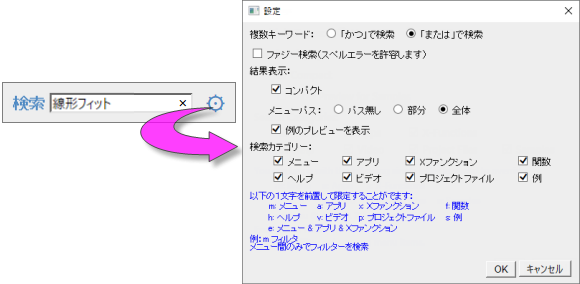 検索 線形フィット ×
設定
複数キーワード: 「かつ」で検索 「または」で検索
ファジー検索(スペルエラーを許容します)
結果表示:
コンパクト
メニューパス: パス無し 部分 全体
例のプレビューを表示
検索カテゴリー:
メニュー アプリ Xファンクション 関数
ヘルプ ビデオ プロジェクトファイル 例
以下の1文字を前置して限定することができます:
m: メニュー a: アプリ x: Xファンクション f: 関数
h: ヘルプ v: ビデオ p: プロジェクトファイル s: 例
e: メニュー & アプリ & Xファンクション
例: m フィルタ
メニュー間のみでフィルターを検索
OK キャンセル